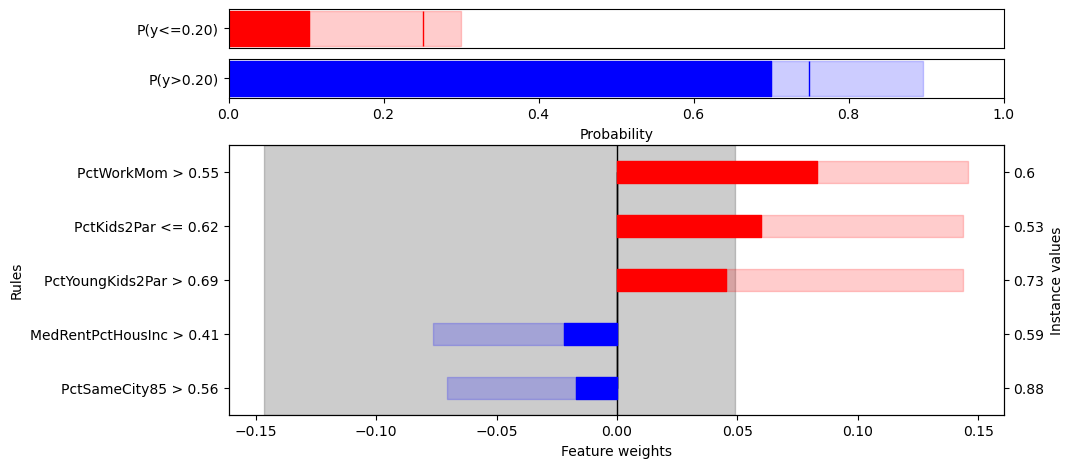 P(y<=0.20)
P(y>0.20)
0.0 0.2 0.4 0.6 0.8 1.0
Probability
PctWorkMom > 0.55 0.6
PctKids2Par <= 0.62 0.53
PctYoungKids2Par > 0.69 0.73
MedRentPctHousInc > 0.41 0.59
PctSameCity85 > 0.56 0.88
Rules
Instance values
−0.15 −0.10 −0.05 0.00 0.05 0.10 0.15
Feature weights